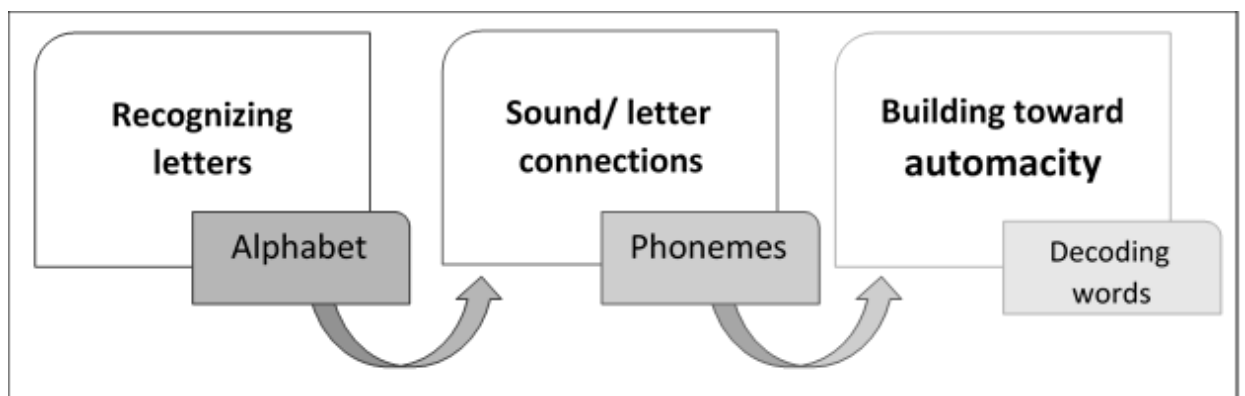 Recognizing
letters
Alphabet
Sound/ letter
connections
Phonemes
Building toward
automacity
Decoding
words